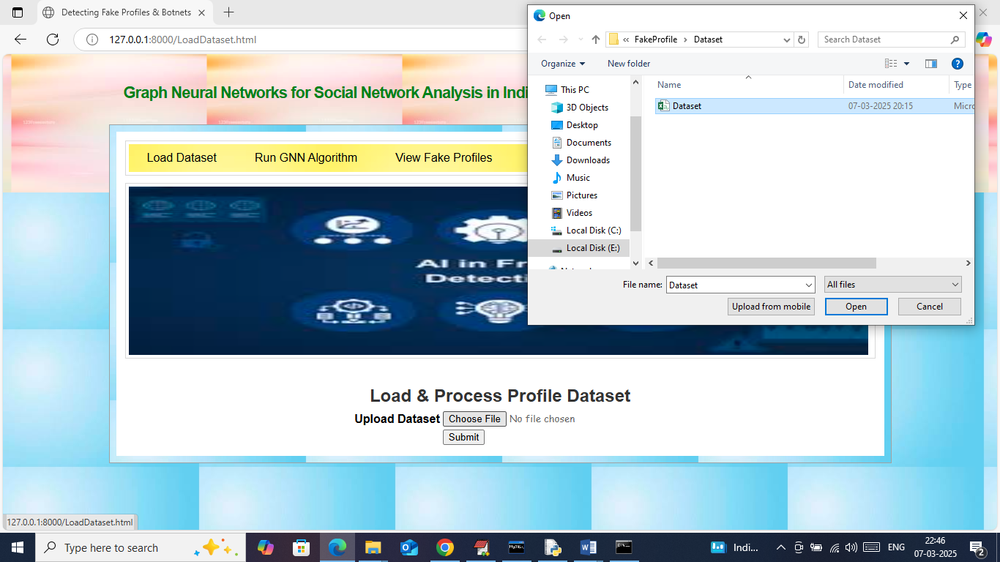 Detecting Fake Profiles & Botnets
127.0.0.1:8000/LoadDataset.html
Graph Neural Networks for Social Network Analysis in Indi
Load Dataset Run GNN Algorithm View Fake Profiles
AI in Fr
Detecti
Load & Process Profile Dataset
Upload Dataset Choose File No file chosen
Submit
127.0.0.1:8000/LoadDataset.html
Open
« FakeProfile > Dataset
Search Dataset
Organize New folder
Name Date modified Type
Dataset 07-03-2025 20:15 Micro
This PC
3D Objects
Desktop
Documents
Downloads
Music
Pictures
Videos
Local Disk (C:)
Local Disk (E:)
File name: Dataset All files
Upload from mobile Open Cancel
Type here to search
Indi...
ENG
22:46
07-03-2025
2